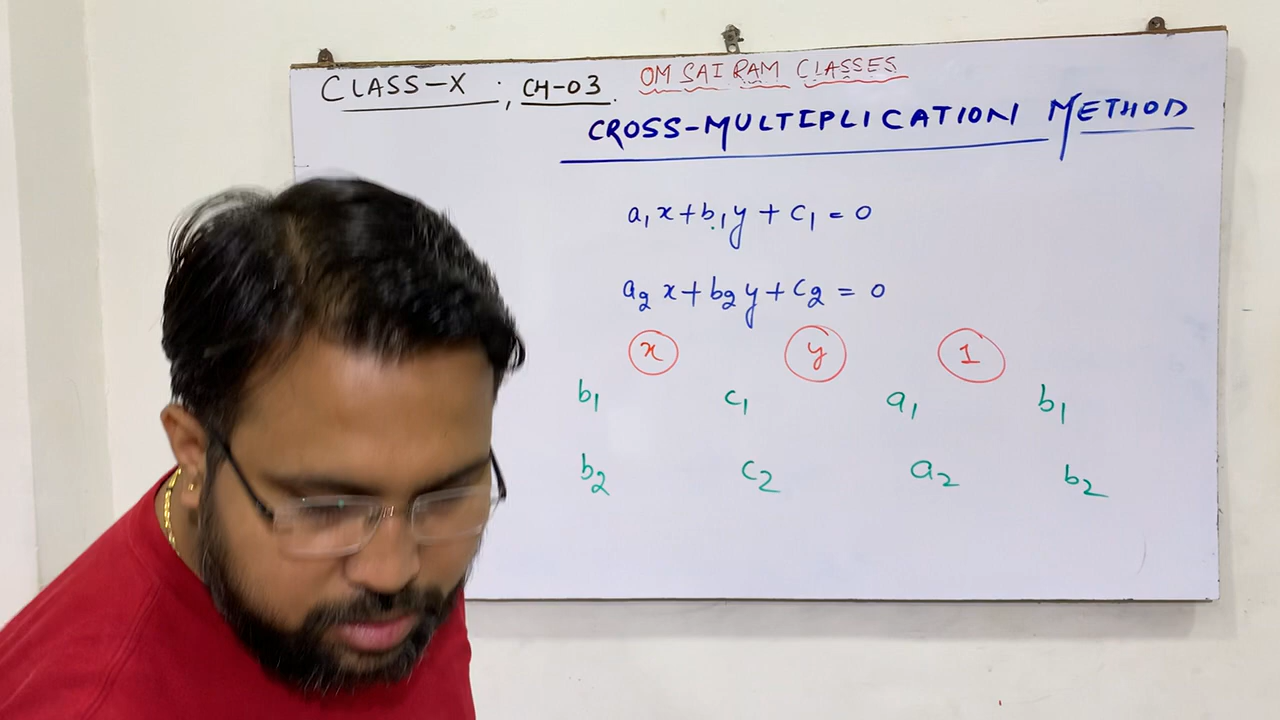 CLASS-X ; CH-03. OM SAI RAM CLASSES
CROSS-MULTIPLICATION METHOD
a₁x+b₁y+c₁=0
a₂x+b₂y+c₂=0
x y 1
b₁ c₁ a₁ b₁
b₂ c₂ a₂ b₂